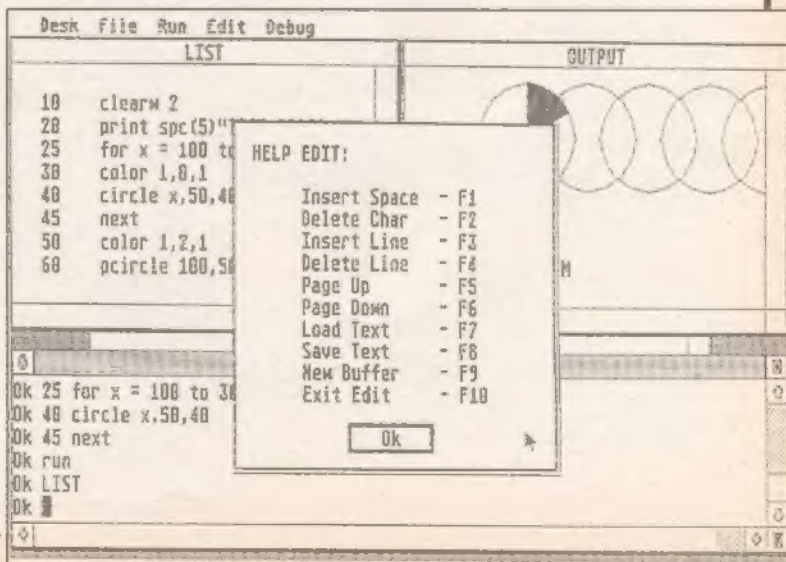 Desk File Run Edit Debug
LIST
OUTPUT
10 clearw 2
20 print spc(5)"
25 for x = 100 to
30 color 1,0,1
40 circle x,50,40
45 next
50 color 1,2,1
60 pcircle 100,50
HELP EDIT:
Insert Space - F1
Delete Char - F2
Insert Line - F3
Delete Line - F4
Page Up - F5
Page Down - F6
Load Text - F7
Save Text - F8
New Buffer - F9
Exit Edit - F10
Ok
M
Ok 25 for x = 100 to 30
Ok 40 circle x,50,40
Ok 45 next
Ok run
Ok LIST
Ok